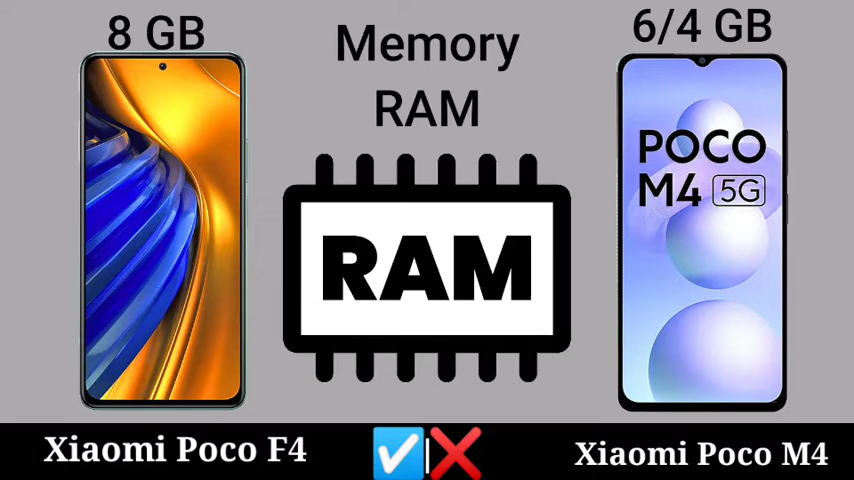 8 GB
Memory
RAM
6/4 GB
RAM
POCO
M4 5G
Xiaomi Poco F4
Xiaomi Poco M4